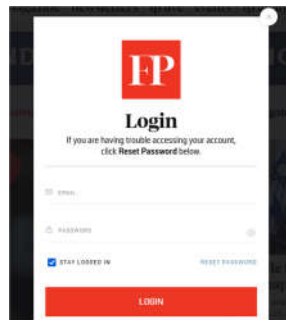 FP
Login
If you are having trouble accessing your account,
click Reset Password below.
EMAIL
PASSWORD
STAY LOGGED IN
RESET PASSWORD
LOGIN